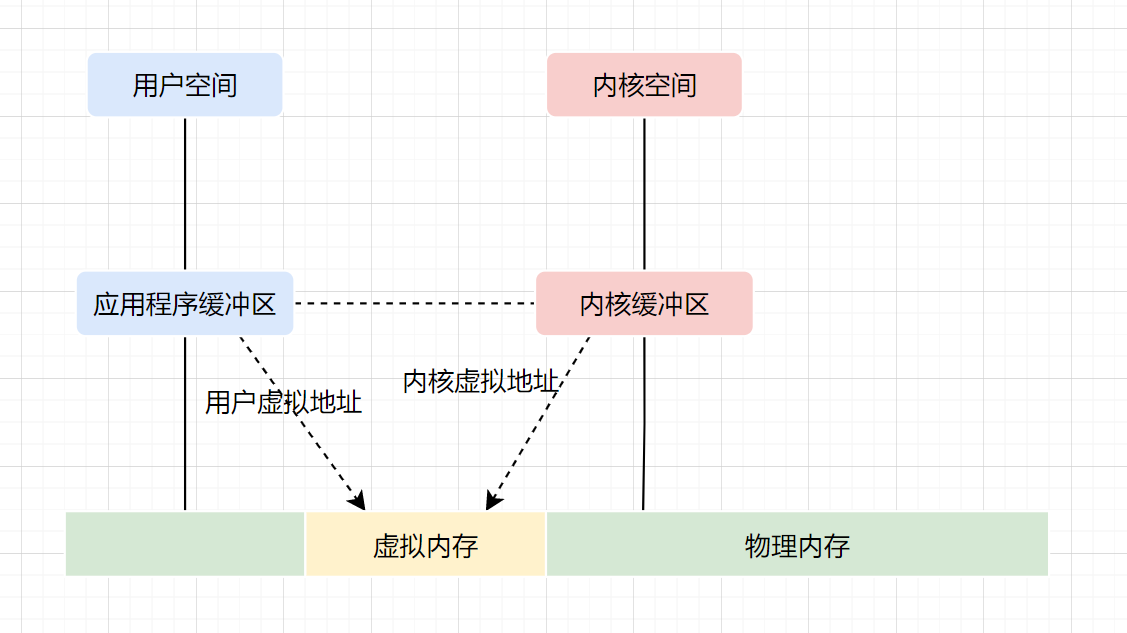 用户空间
内核空间
应用程序缓冲区
内核缓冲区
内核虚拟地址
用户虚拟地址
虚拟内存
物理内存